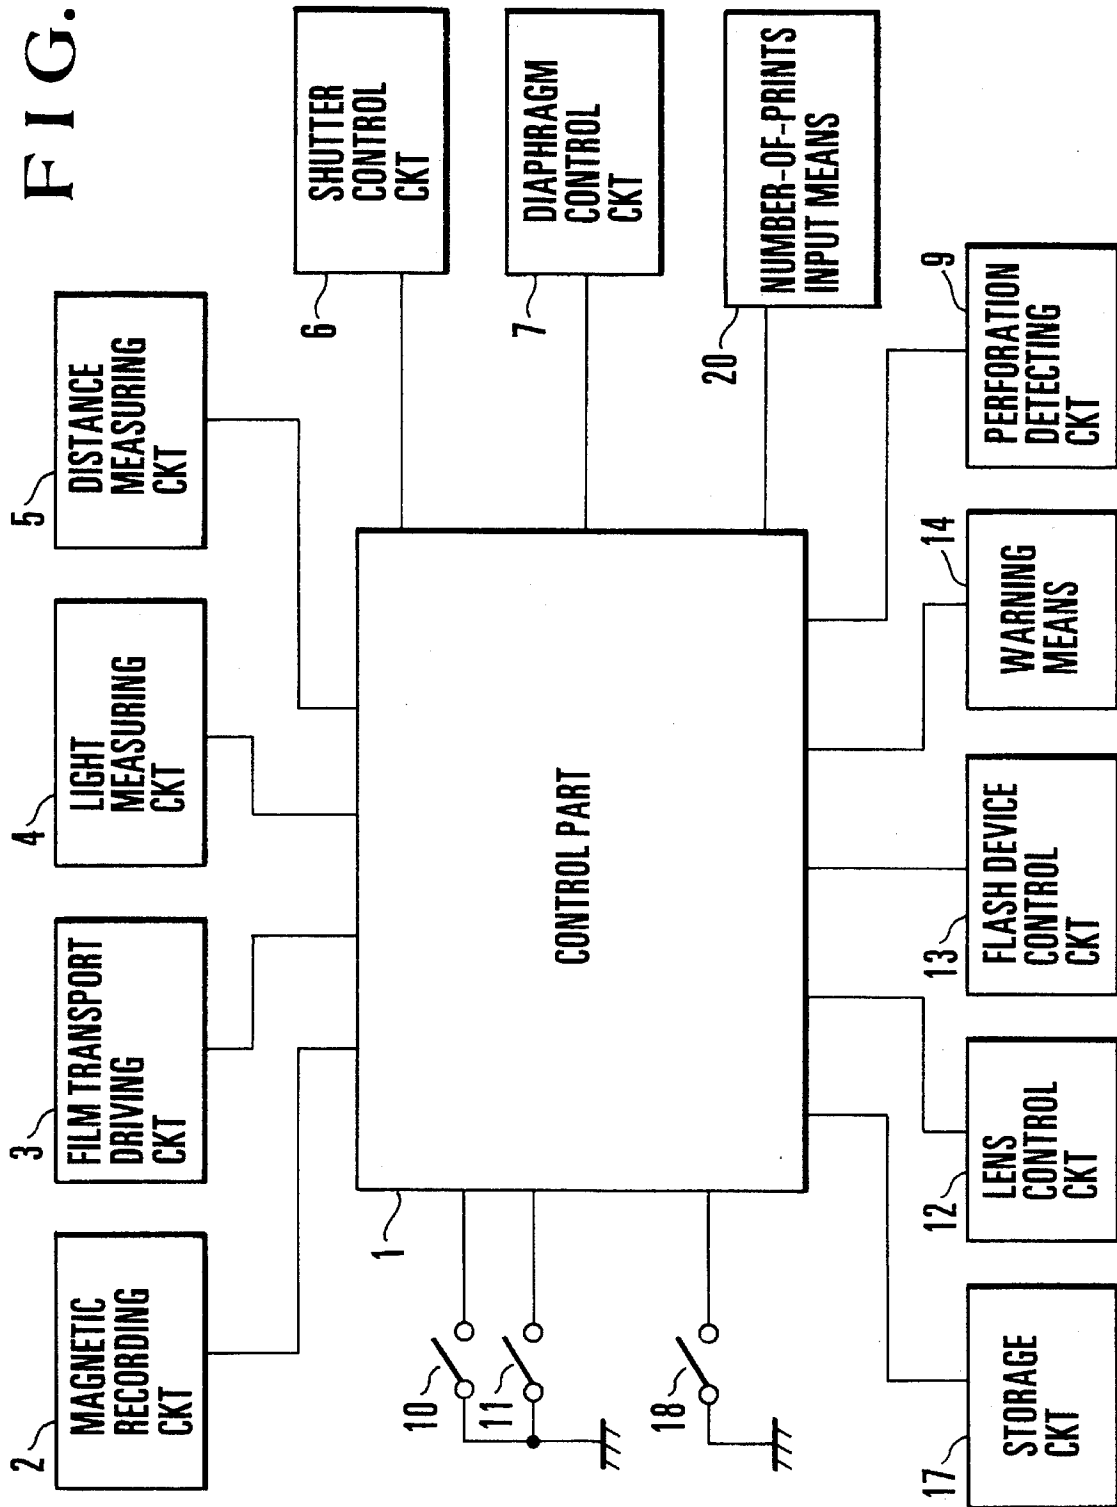 FIG.
2
MAGNETIC
RECORDING
CKT
3
FILM TRANSPORT
DRIVING
CKT
4
LIGHT
MEASURING
CKT
5
DISTANCE
MEASURING
CKT
6
SHUTTER
CONTROL
CKT
7
DIAPHRAGM
CONTROL
CKT
20
NUMBER-OF-PRINTS
INPUT MEANS
1
CONTROL PART
10
11
18
17
STORAGE
CKT
12
LENS
CONTROL
CKT
13
FLASH DEVICE
CONTROL
CKT
14
WARNING
MEANS
9
PERFORATION
DETECTING
CKT